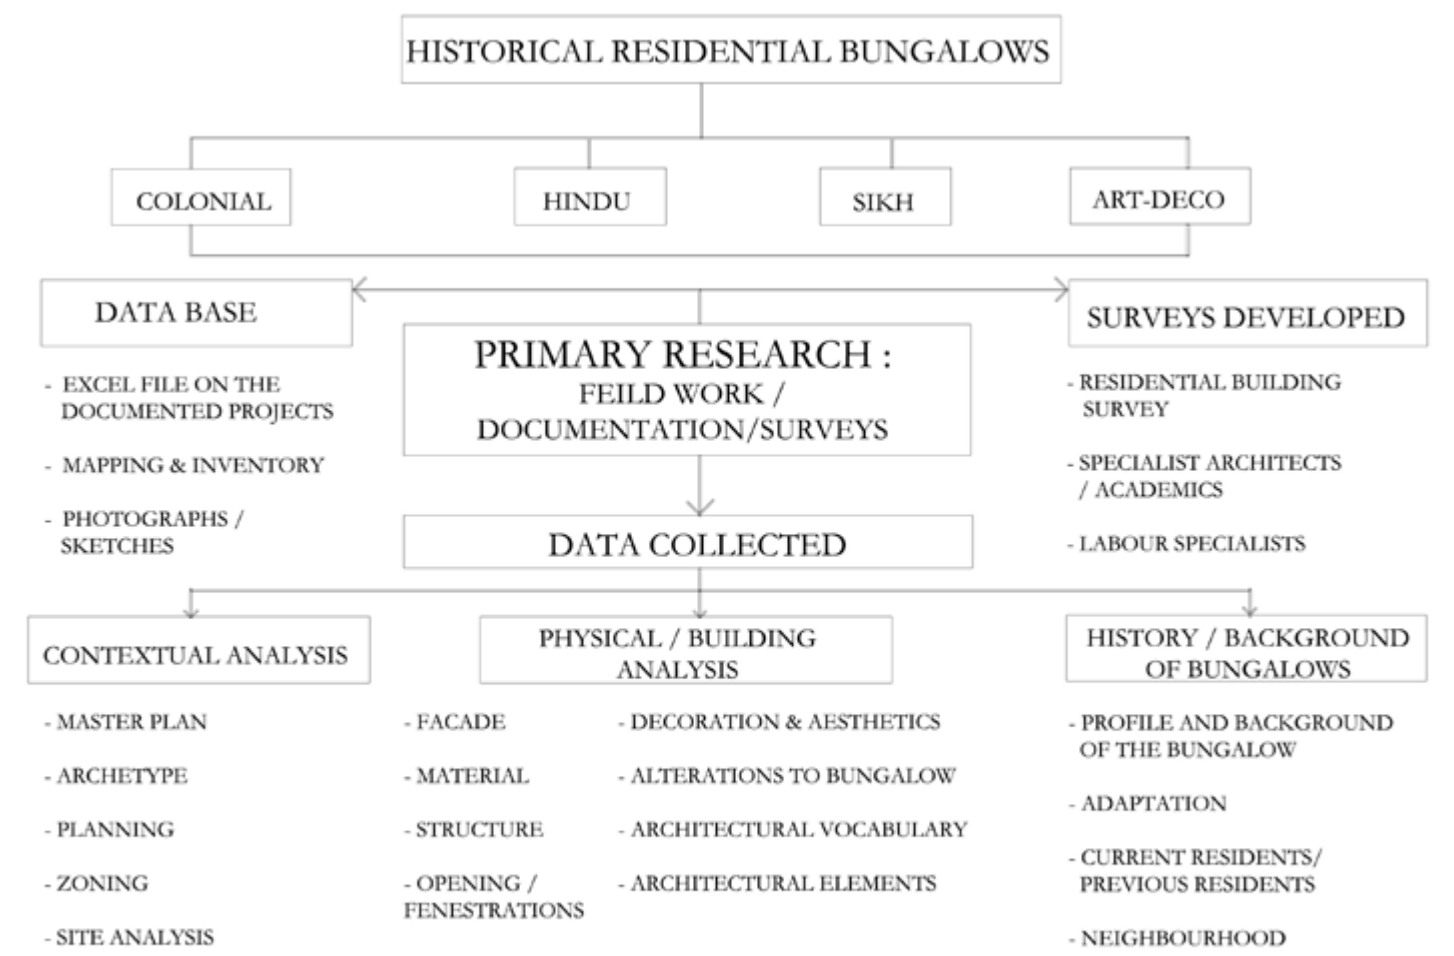 HISTORICAL RESIDENTIAL BUNGALOWS
COLONIAL
HINDU
SIKH
ART-DECO
DATA BASE
- EXCEL FILE ON THE
DOCUMENTED PROJECTS
- MAPPING & INVENTORY
- PHOTOGRAPHS /
SKETCHES
PRIMARY RESEARCH :
FEILD WORK /
DOCUMENTATION/SURVEYS
SURVEYS DEVELOPED
- RESIDENTIAL BUILDING
SURVEY
- SPECIALIST ARCHITECTS
/ ACADEMICS
- LABOUR SPECIALISTS
DATA COLLECTED
CONTEXTUAL ANALYSIS
- MASTER PLAN
- ARCHETYPE
- PLANNING
- ZONING
- SITE ANALYSIS
PHYSICAL / BUILDING
ANALYSIS
- FACADE
- MATERIAL
- STRUCTURE
- OPENING /
FENESTRATIONS
- DECORATION & AESTHETICS
- ALTERATIONS TO BUNGALOW
- ARCHITECTURAL VOCABULARY
- ARCHITECTURAL ELEMENTS
HISTORY / BACKGROUND
OF BUNGALOWS
- PROFILE AND BACKGROUND
OF THE BUNGALOW
- ADAPTATION
- CURRENT RESIDENTS/
PREVIOUS RESIDENTS
- NEIGHBOURHOOD